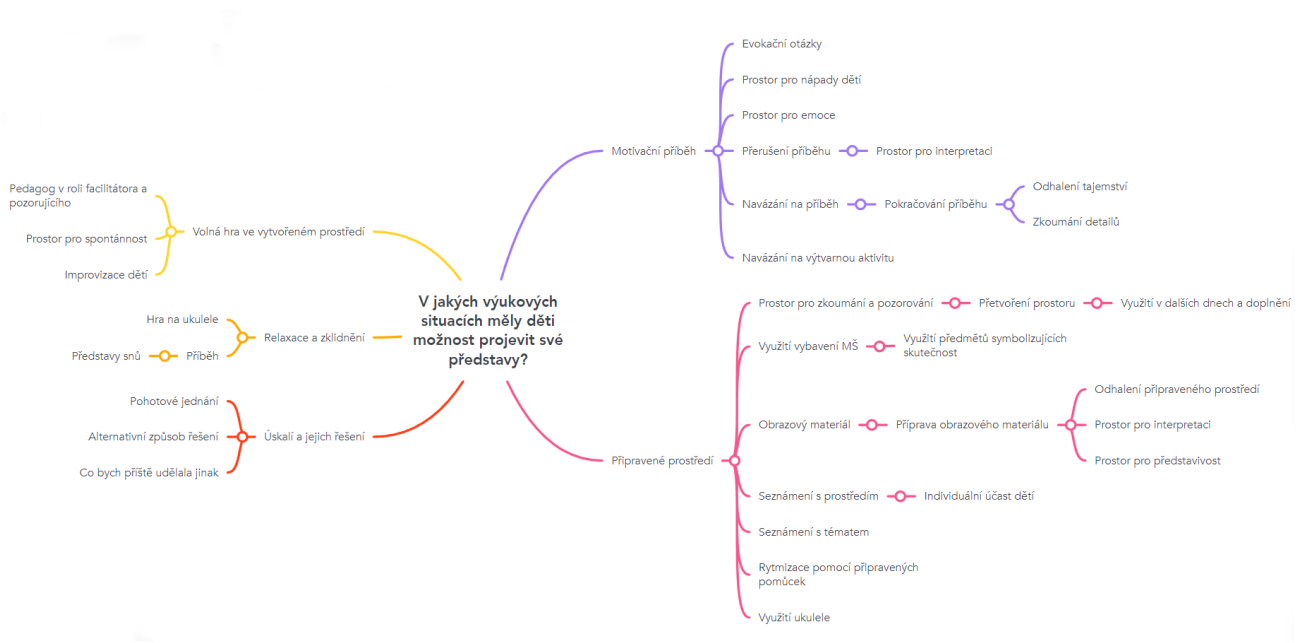 V jakých výukových
situacích měly děti
možnost projevit své
představy?
Motivační příběh
Evokační otázky
Prostor pro nápady dětí
Prostor pro emoce
Přerušení příběhu
Prostor pro interpretaci
Navázání na příběh
Pokračování příběhu
Odhalení tajemství
Zkoumání detailů
Navázání na výtvarnou aktivitu
Připravené prostředí
Prostor pro zkoumání a pozorování
Přetvoření prostoru
Využití v dalších dnech a doplnění
Využití vybavení MŠ
Využití předmětů symbolizujících
skutečnost
Obrazový materiál
Příprava obrazového materiálu
Odhalení připraveného prostředí
Prostor pro interpretaci
Prostor pro představivost
Seznámení s prostředím
Individuální účast dětí
Seznámení s tématem
Rytmizace pomocí připravených
pomůcek
Využití ukulele
Volná hra ve vytvořeném prostředí
Pedagog v roli facilitátora a
pozorujícího
Prostor pro spontánnost
Improvizace dětí
Relaxace a zklidnění
Hra na ukulele
Příběh
Představy snů
Úskalí a jejich řešení
Pohotové jednání
Alternativní způsob řešení
Co bych příště udělala jinak